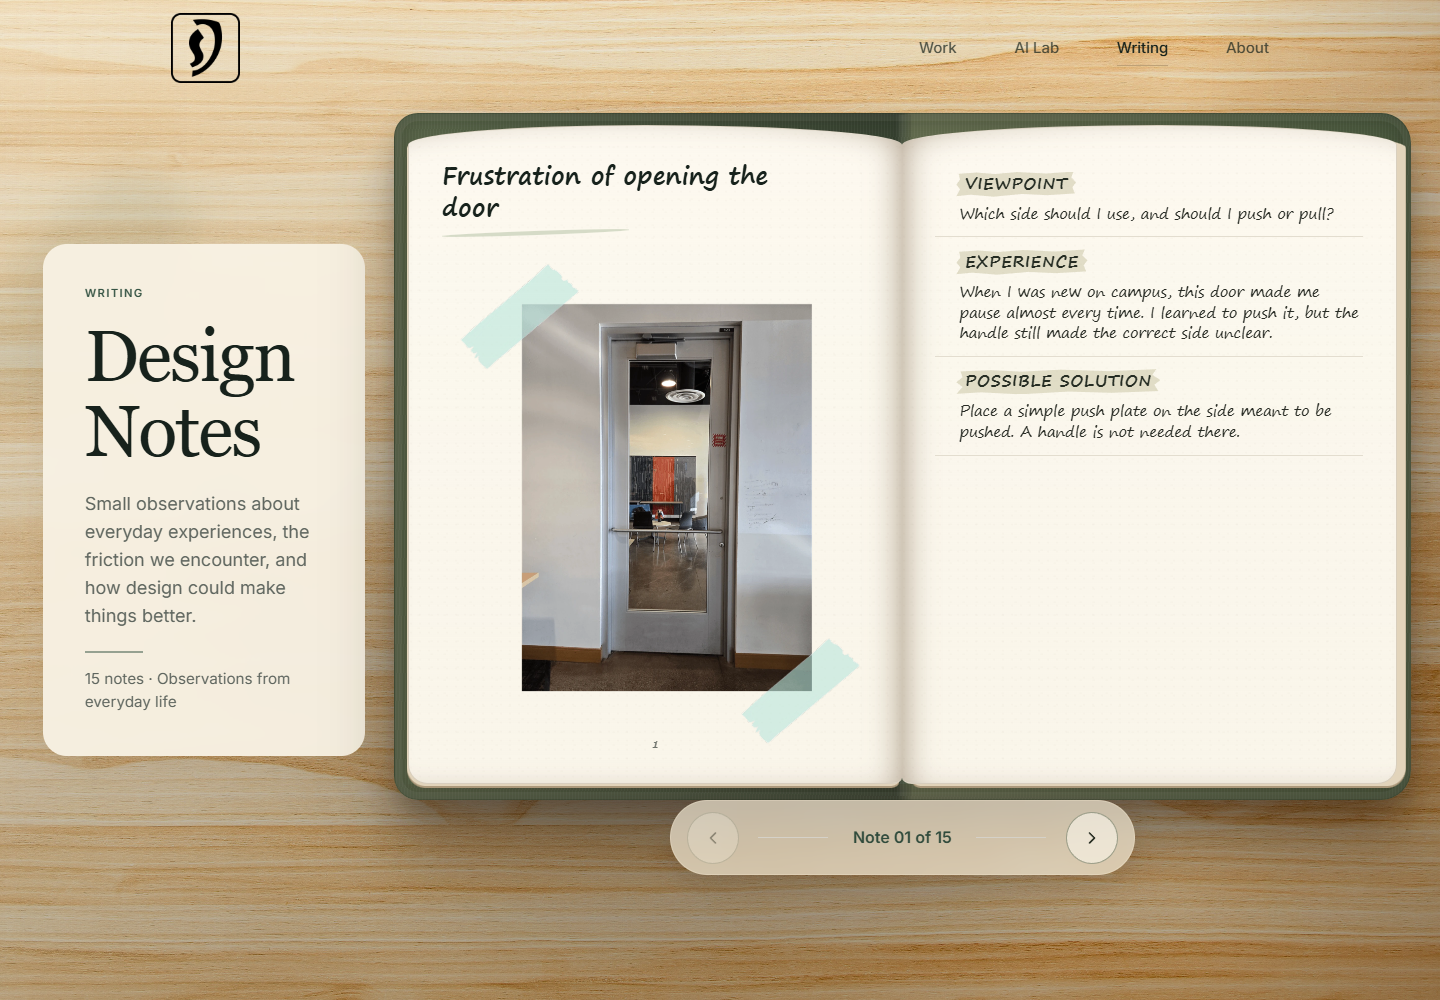 Work
AI Lab
Writing
About
WRITING
Design
Notes
Small observations about
everyday experiences, the
friction we encounter, and
how design could make
things better.
15 notes · Observations from
everyday life
Frustration of opening the
door
1
VIEWPOINT
Which side should I use, and should I push or pull?
EXPERIENCE
When I was new on campus, this door made me
pause almost every time. I learned to push it, but the
handle still made the correct side unclear.
POSSIBLE SOLUTION
Place a simple push plate on the side meant to be
pushed. A handle is not needed there.
Note 01 of 15